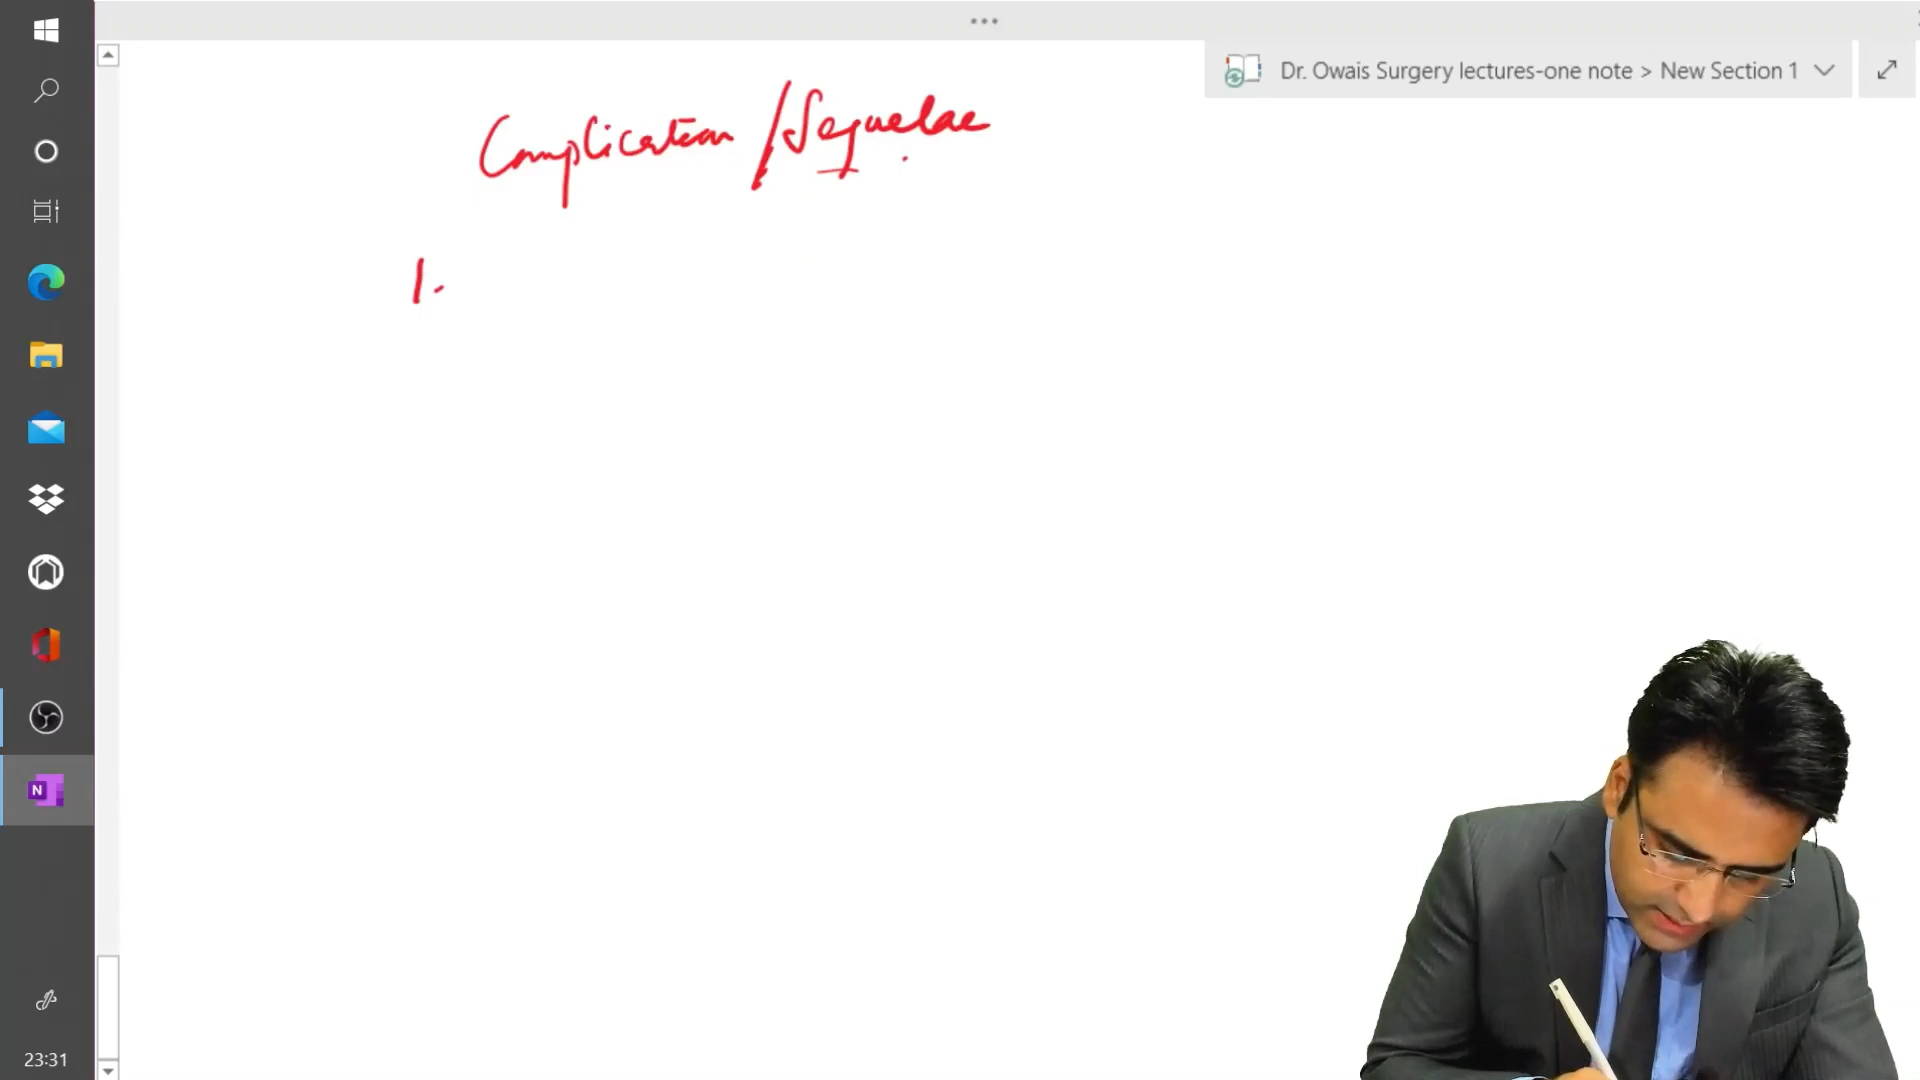 Dr. Owais Surgery lectures-one note > New Section 1
Complication / Sequelae
1.
N
23:31